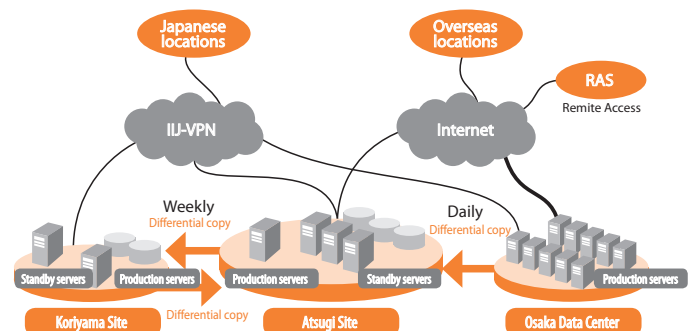 Japanese
locations
Overseas
locations
RAS
Remite Access
IIJ-VPN
Internet
Weekly
Differential copy
Daily
Differential copy
Standby servers
Production servers
Production servers
Standby servers
Production servers
Differential copy
Koriyama Site
Atsugi Site
Osaka Data Center